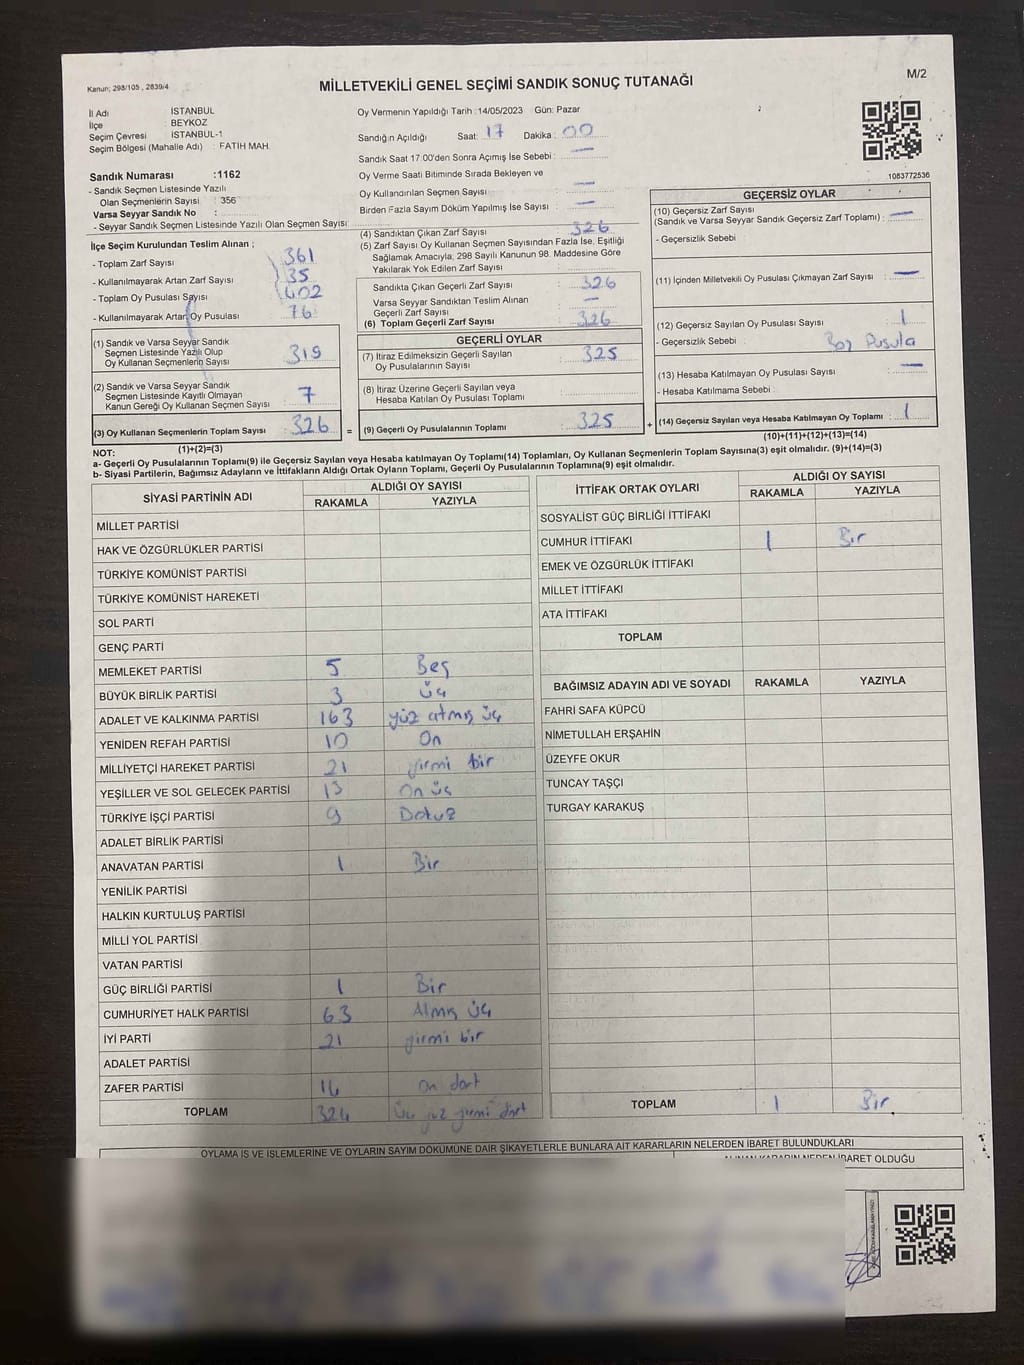 Kanun; 298/105 , 2839/4
MİLLETVEKİLİ GENEL SEÇİMİ SANDIK SONUÇ TUTANAĞI
M/2
İl Adı : İSTANBUL
İlçe : BEYKOZ
Seçim Çevresi : İSTANBUL-1
Seçim Bölgesi (Mahalle Adı) : FATİH MAH.
Sandık Numarası :1162
- Sandık Seçmen Listesinde Yazılı
Olan Seçmenlerin Sayısı : 356
Varsa Seyyar Sandık No :
- Seyyar Sandık Seçmen Listesinde Yazılı Olan Seçmen Sayısı:
İlçe Seçim Kurulundan Teslim Alınan ;
- Toplam Zarf Sayısı : 361
- Kullanılmayarak Artan Zarf Sayısı : 35
- Toplam Oy Pusulası Sayısı : 402
- Kullanılmayarak Artan Oy Pusulası : 76
(1) Sandık ve Varsa Seyyar Sandık
Seçmen Listesinde Yazılı Olup
Oy Kullanan Seçmenlerin Sayısı : 319
(2) Sandık ve Varsa Seyyar Sandık
Seçmen Listesinde Kayıtlı Olmayan
Kanun Gereği Oy Kullanan Seçmen Sayısı : 7
(3) Oy Kullanan Seçmenlerin Toplam Sayısı : 326
(1)+(2)=(3)
Oy Vermenin Yapıldığı Tarih :14/05/2023 Gün: Pazar
Sandığın Açıldığı Saat: 17 Dakika : 00
Sandık Saat 17:00'den Sonra Açımış İse Sebebi : —
Oy Verme Saati Bitiminde Sırada Bekleyen ve
Oy Kullandırılan Seçmen Sayısı : —
Birden Fazla Sayım Döküm Yapılmış İse Sayısı : —
(4) Sandıktan Çıkan Zarf Sayısı : 326
(5) Zarf Sayısı Oy Kullanan Seçmen Sayısından Fazla İse, Eşitliği
Sağlamak Amacıyla, 298 Sayılı Kanunun 98. Maddesine Göre
Yakılarak Yok Edilen Zarf Sayısı :
Sandıkta Çıkan Geçerli Zarf Sayısı : 326
Varsa Seyyar Sandıktan Teslim Alınan
Geçerli Zarf Sayısı : —
(6) Toplam Geçerli Zarf Sayısı : 326
GEÇERLİ OYLAR
(7) İtiraz Edilmeksizin Geçerli Sayılan
Oy Pusulalarının Sayısı : 325
(8) İtiraz Üzerine Geçerli Sayılan veya
Hesaba Katılan Oy Pusulası Toplamı :
= (9) Geçerli Oy Pusulalarının Toplamı : 325 +
1083772536
GEÇERSİZ OYLAR
(10) Geçersiz Zarf Sayısı
(Sandık ve Varsa Seyyar Sandık Geçersiz Zarf Toplamı) : —
- Geçersizlik Sebebi
(11) İçinden Milletvekili Oy Pusulası Çıkmayan Zarf Sayısı : —
(12) Geçersiz Sayılan Oy Pusulası Sayısı : 1
- Geçersizlik Sebebi : Boş Pusula
(13) Hesaba Katılmayan Oy Pusulası Sayısı : —
- Hesaba Katılmama Sebebi :
(14) Geçersiz Sayılan veya Hesaba Katılmayan Oy Toplamı : 1
(10)+(11)+(12)+(13)=(14)
NOT:
a- Geçerli Oy Pusulalarının Toplamı(9) ile Geçersiz Sayılan veya Hesaba katılmayan Oy Toplamı(14) Toplamları, Oy Kullanan Seçmenlerin Toplam Sayısına(3) eşit olmalıdır. (9)+(14)=(3)
b- Siyasi Partilerin, Bağımsız Adayların ve İttifakların Aldığı Ortak Oyların Toplamı, Geçerli Oy Pusulalarının Toplamına(9) eşit olmalıdır.
SİYASİ PARTİNİN ADI ALDIĞI OY SAYISI
RAKAMLA YAZIYLA
MİLLET PARTİSİ
HAK VE ÖZGÜRLÜKLER PARTİSİ
TÜRKİYE KOMÜNİST PARTİSİ
TÜRKİYE KOMÜNİST HAREKETİ
SOL PARTİ
GENÇ PARTİ
MEMLEKET PARTİSİ 5 Beş
BÜYÜK BİRLİK PARTİSİ 3 üç
ADALET VE KALKINMA PARTİSİ 163 yüz atmış üç
YENİDEN REFAH PARTİSİ 10 On
MİLLİYETÇİ HAREKET PARTİSİ 21 yirmi bir
YEŞİLLER VE SOL GELECEK PARTİSİ 13 On üç
TÜRKİYE İŞÇİ PARTİSİ 9 Dokuz
ADALET BİRLİK PARTİSİ
ANAVATAN PARTİSİ 1 Bir
YENİLİK PARTİSİ
HALKIN KURTULUŞ PARTİSİ
MİLLİ YOL PARTİSİ
VATAN PARTİSİ
GÜÇ BİRLİĞİ PARTİSİ 1 Bir
CUMHURİYET HALK PARTİSİ 63 Atmış üç
İYİ PARTİ 21 yirmi bir
ADALET PARTİSİ
ZAFER PARTİSİ 14 on dört
TOPLAM 324 üç yüz yirmi dört
İTTİFAK ORTAK OYLARI ALDIĞI OY SAYISI
RAKAMLA YAZIYLA
SOSYALİST GÜÇ BİRLİĞİ İTTİFAKI
CUMHUR İTTİFAKI 1 Bir
EMEK VE ÖZGÜRLÜK İTTİFAKI
MİLLET İTTİFAKI
ATA İTTİFAKI
TOPLAM
BAĞIMSIZ ADAYIN ADI VE SOYADI RAKAMLA YAZIYLA
FAHRİ SAFA KÜPCÜ
NİMETULLAH ERŞAHİN
ÜZEYFE OKUR
TUNCAY TAŞÇI
TURGAY KARAKUŞ
TOPLAM 1 Bir
OYLAMA İŞ VE İŞLEMLERİNE VE OYLARIN SAYIM DÖKÜMÜNE DAİR ŞİKAYETLERLE BUNLARA AİT KARARLARIN NELERDEN İBARET BULUNDUKLARI
İBARET OLDUĞU